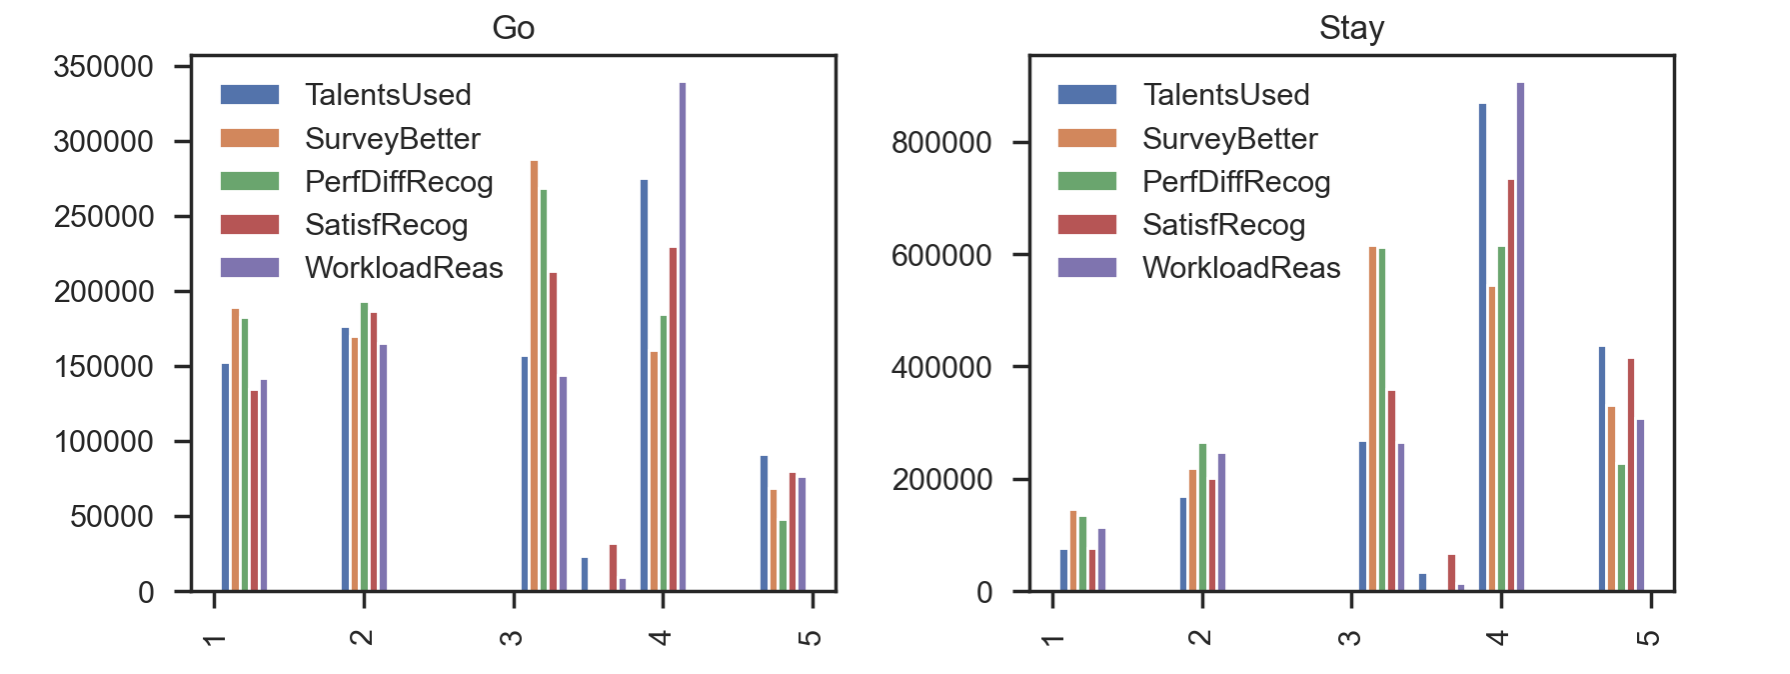 Go
350000
300000
250000
200000
150000
100000
50000
0
TalentsUsed
SurveyBetter
PerfDiffRecog
SatisfRecog
WorkloadReas
1
2
3
4
5
Stay
800000
600000
400000
200000
0
TalentsUsed
SurveyBetter
PerfDiffRecog
SatisfRecog
WorkloadReas
1
2
3
4
5